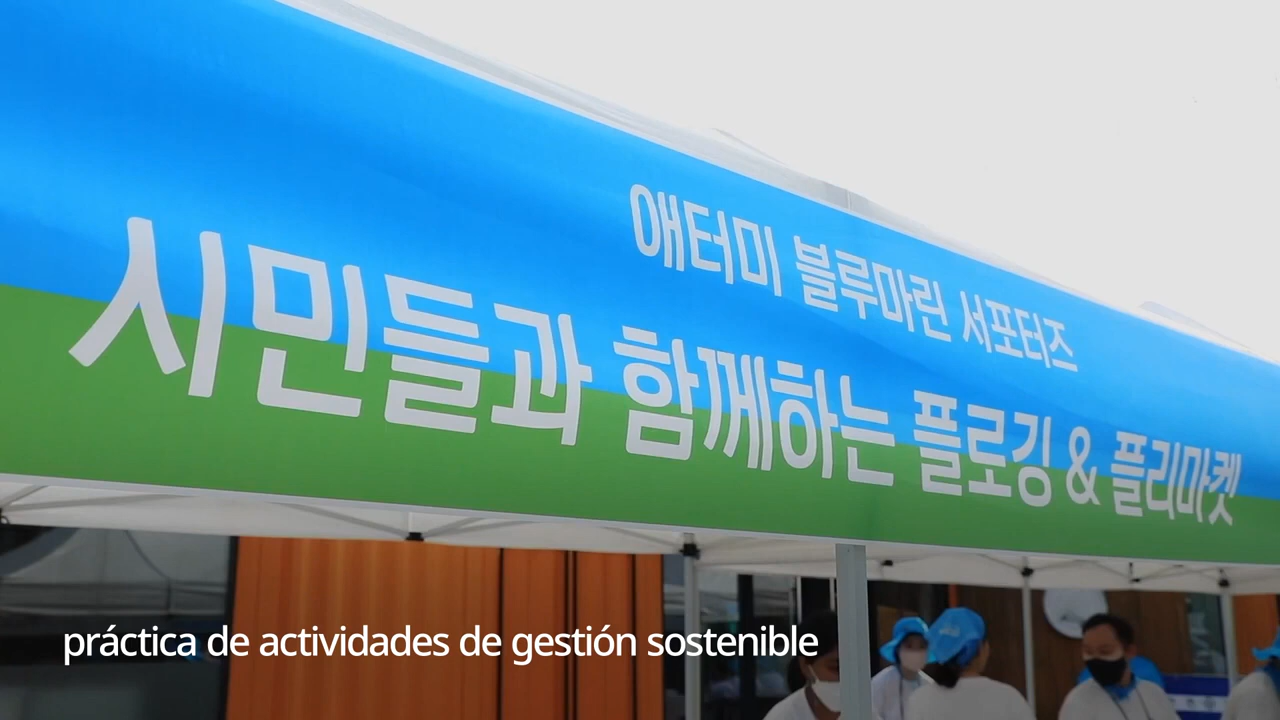 애터미 블루마린 서포터즈
시민들과 함께하는 플로깅 & 플리마켓
práctica de actividades de gestión sostenible